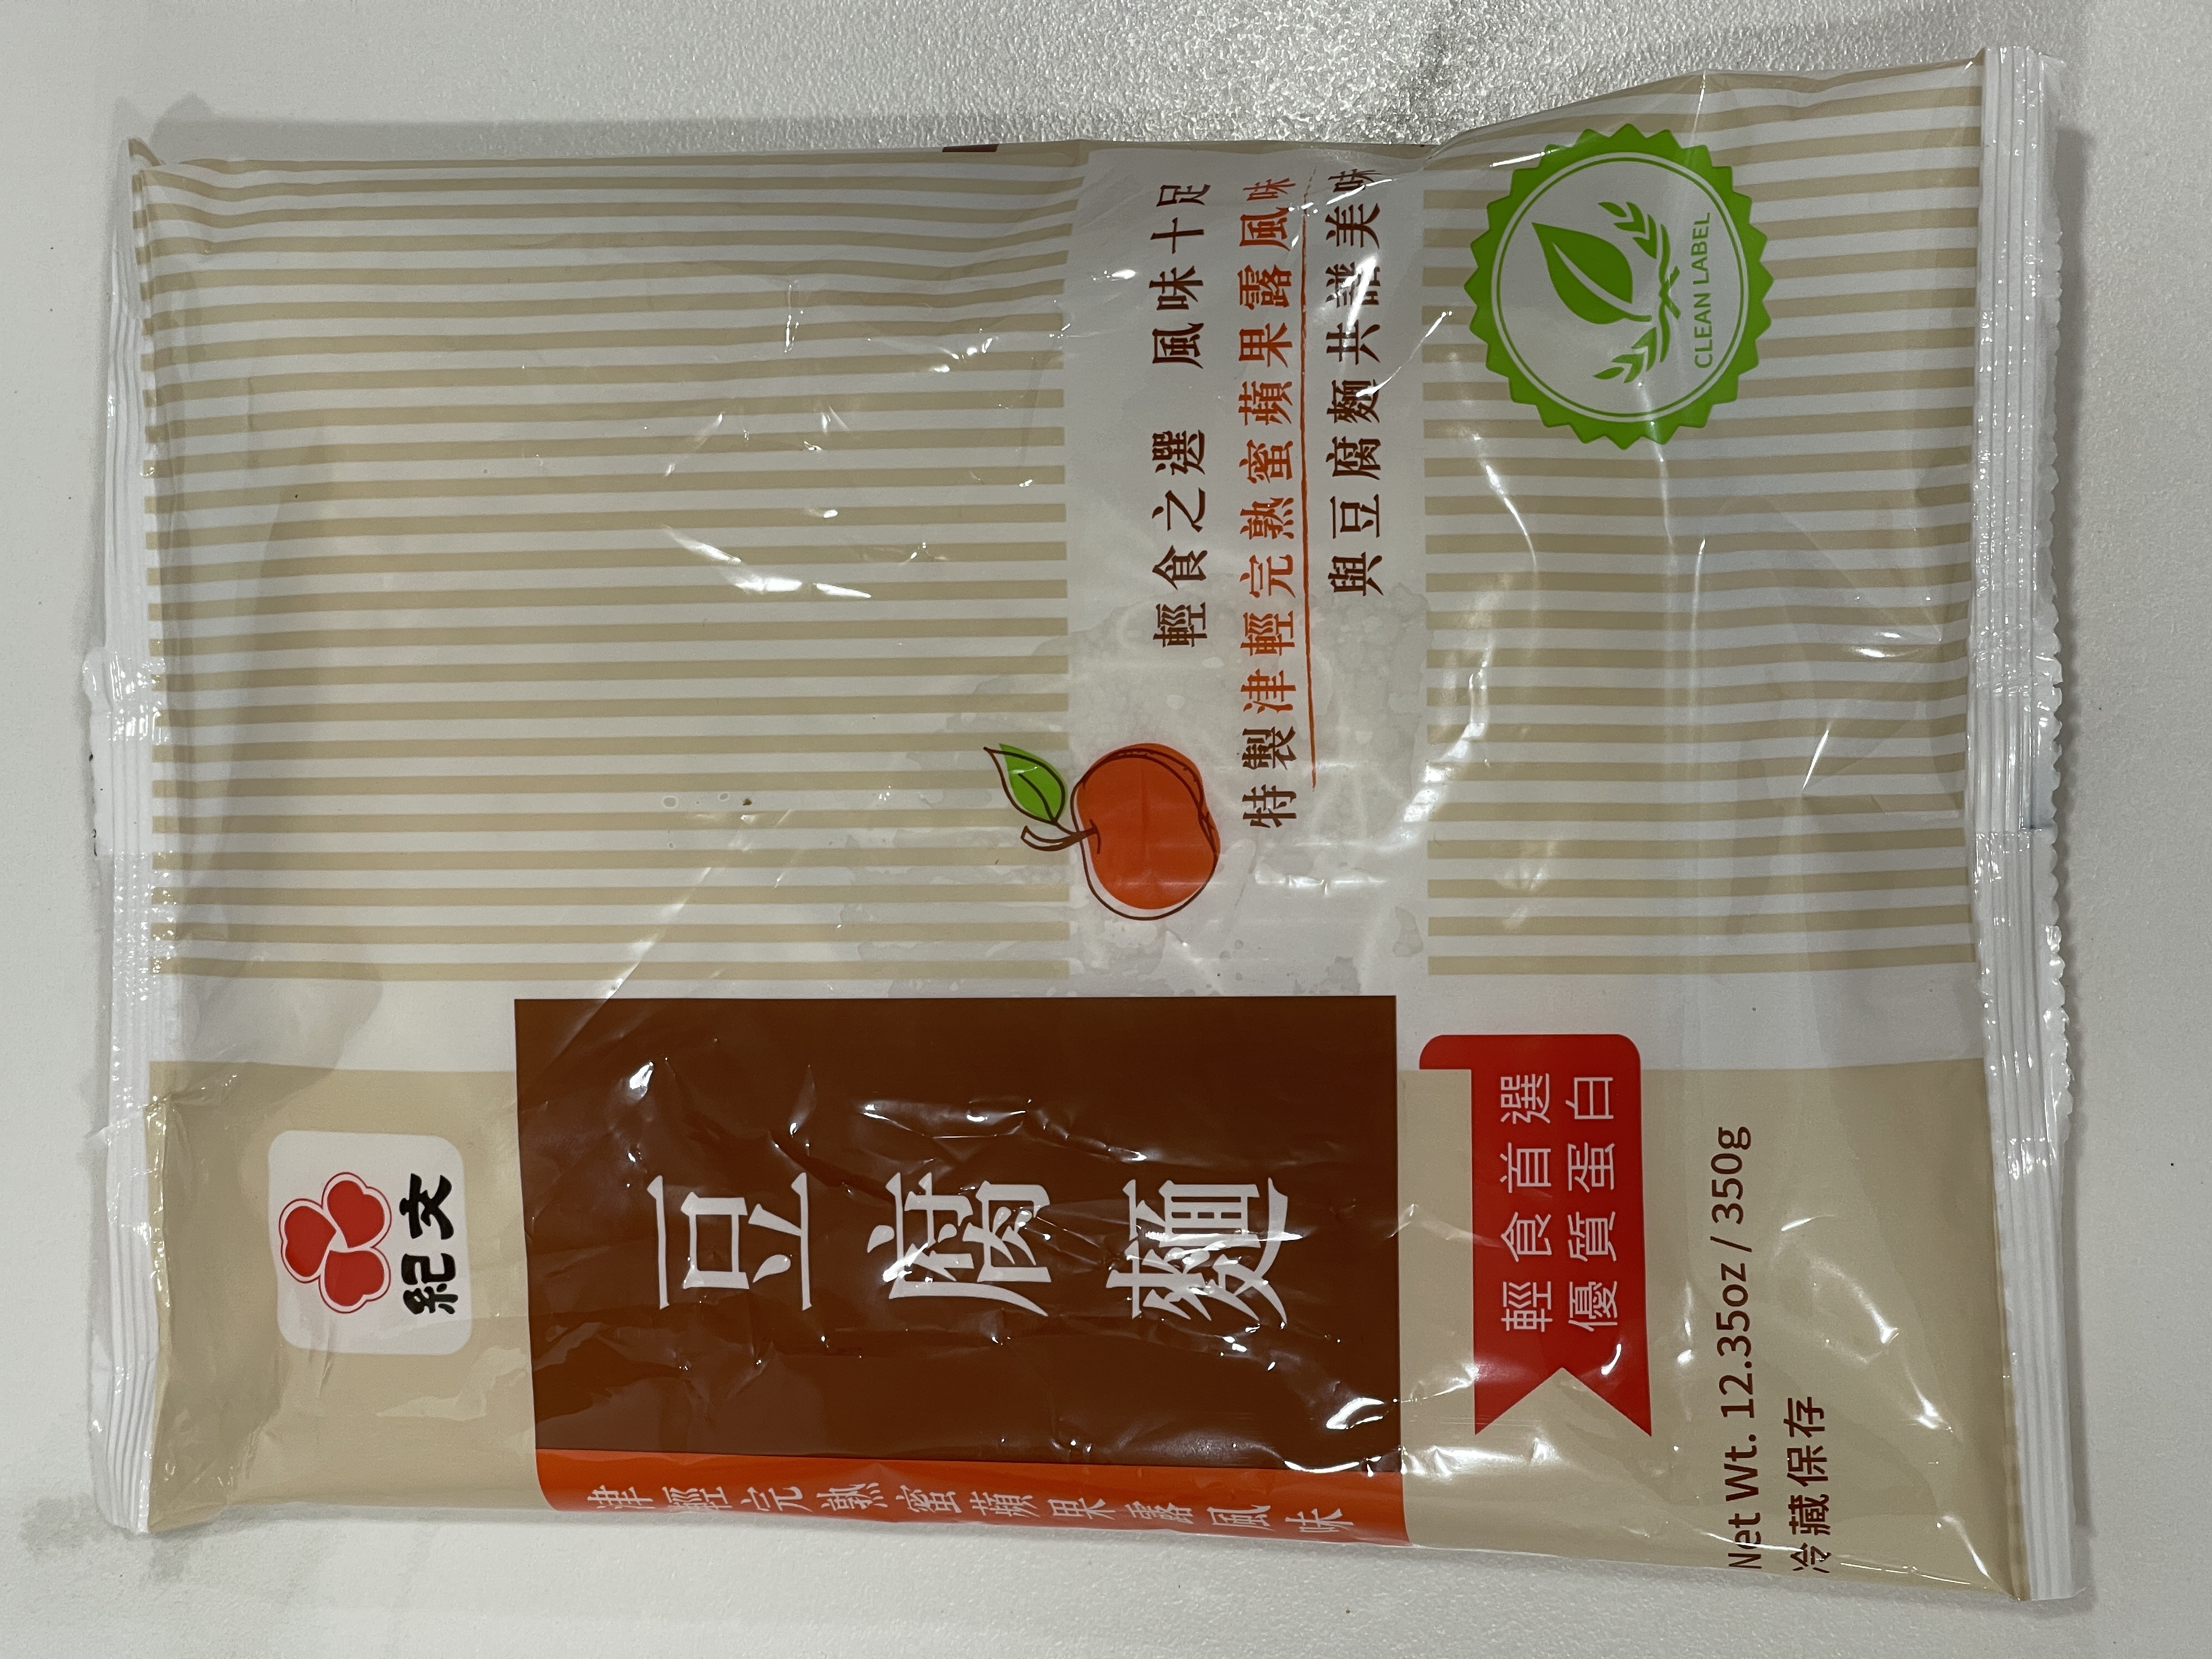 紀文
豆腐麵
津輕完熟蜜蘋果露風味
輕食之選 風味十足
特製津輕完熟蜜蘋果露風味
與豆腐麵共譜美味
CLEAN LABEL
輕食首選
優質蛋白
Net Wt. 12.35oz / 350g
冷藏保存